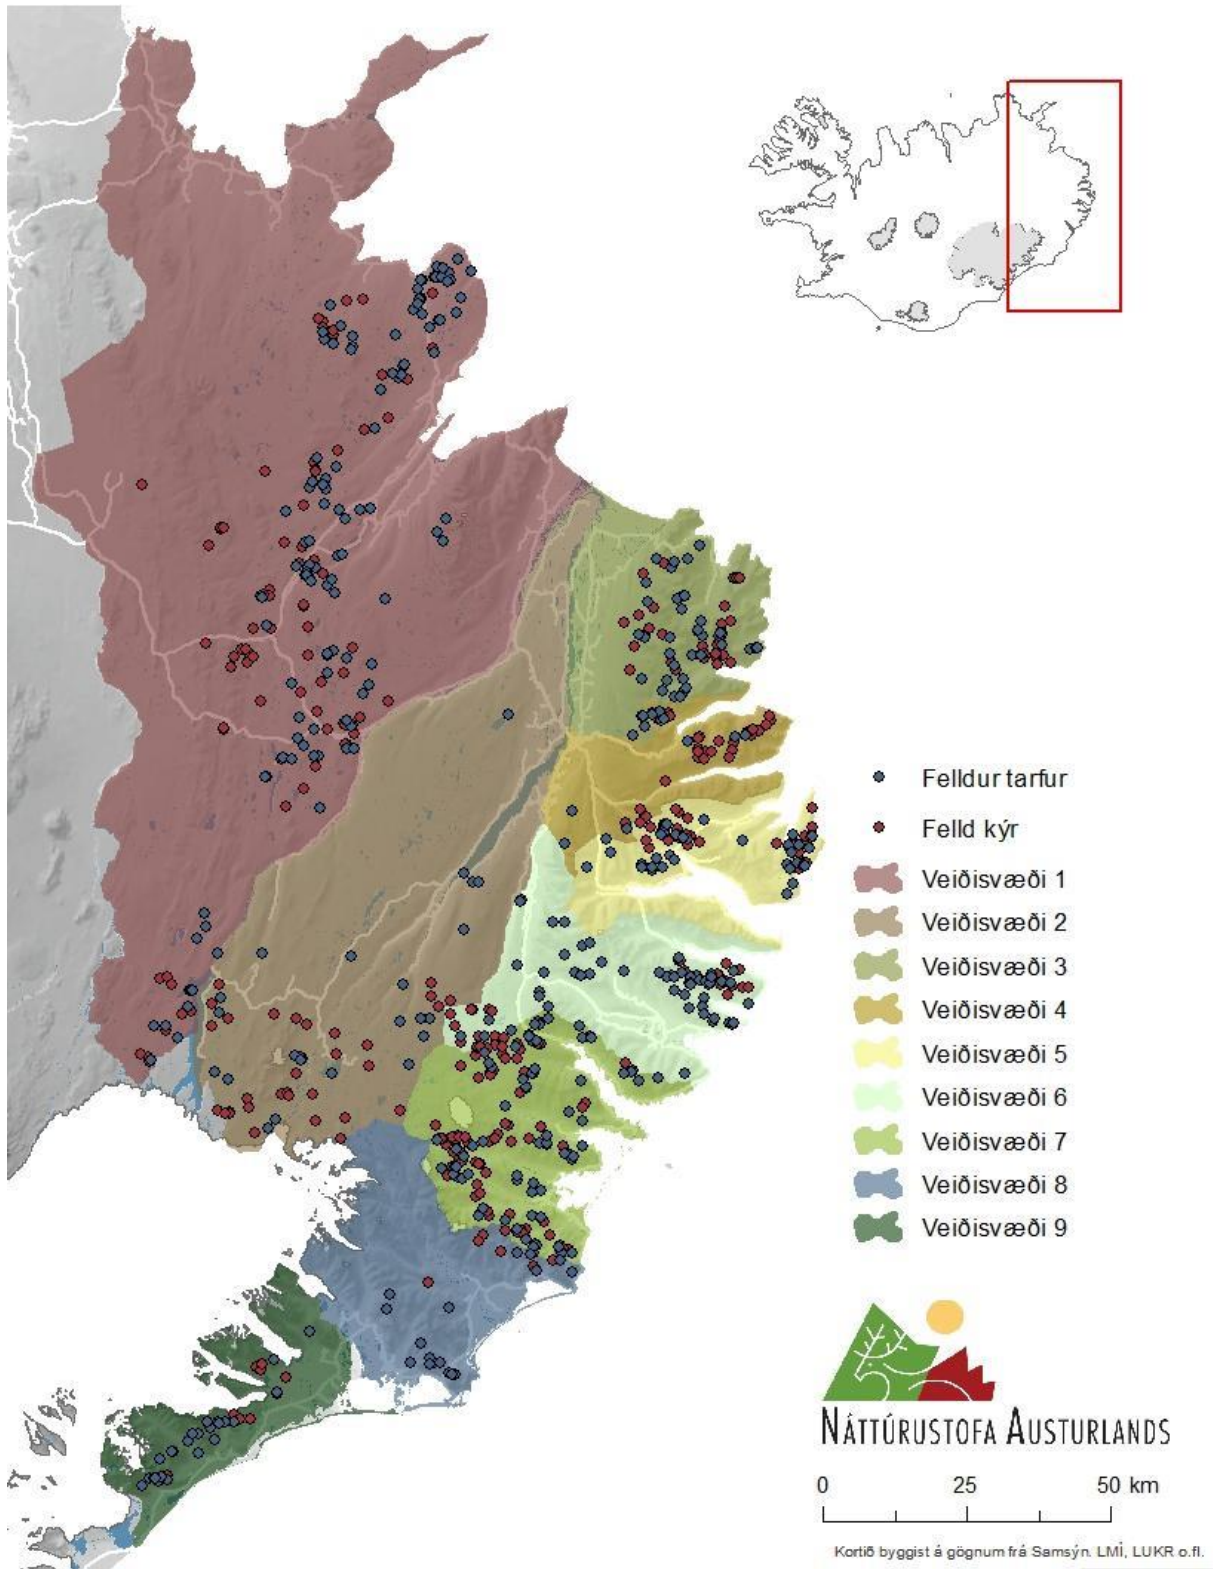 Felldur tarfur
Felld kýr
Veiðisvæði 1
Veiðisvæði 2
Veiðisvæði 3
Veiðisvæði 4
Veiðisvæði 5
Veiðisvæði 6
Veiðisvæði 7
Veiðisvæði 8
Veiðisvæði 9
NÁTTÚRUSTOFA AUSTURLANDS
0 25 50 km
Kortið byggist á gögnum frá Samsýn. LMÍ, LUKR o.fl.